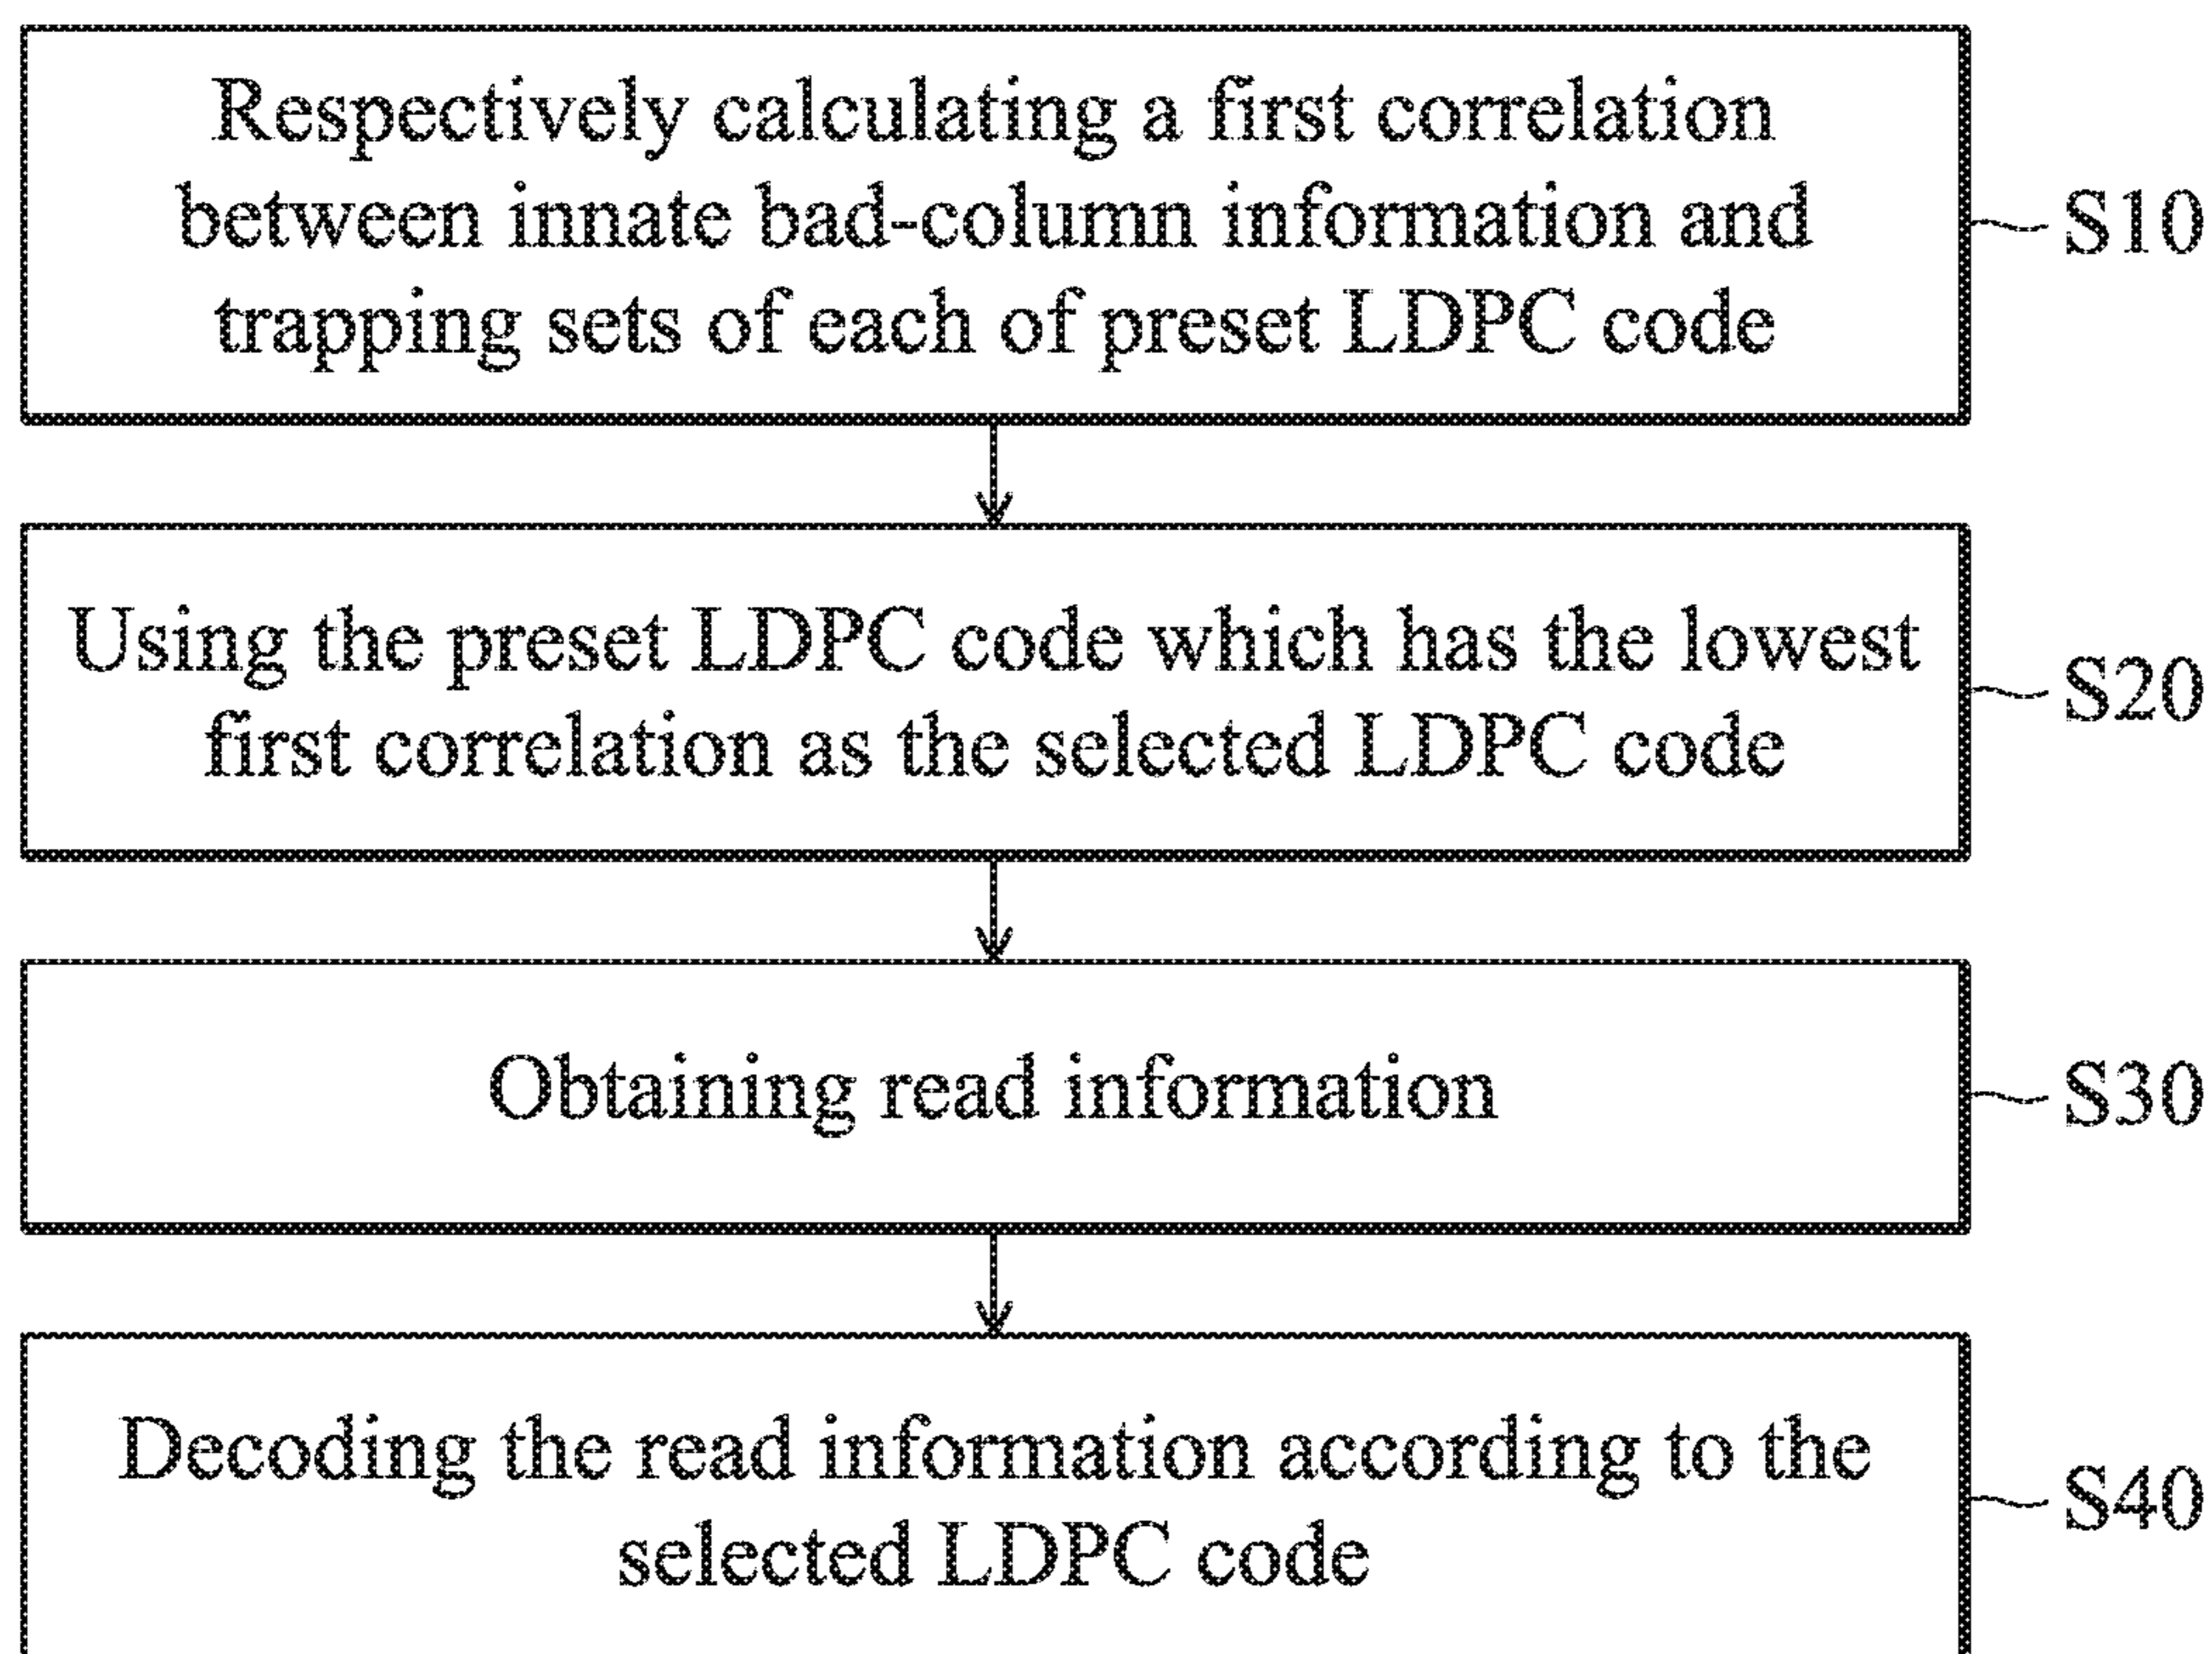 Respectively calculating a first correlation
between innate bad-column information and
trapping sets of each of preset LDPC code
S10
Using the preset LDPC code which has the lowest
first correlation as the selected LDPC code
S20
Obtaining read information
S30
Decoding the read information according to the
selected LDPC code
S40